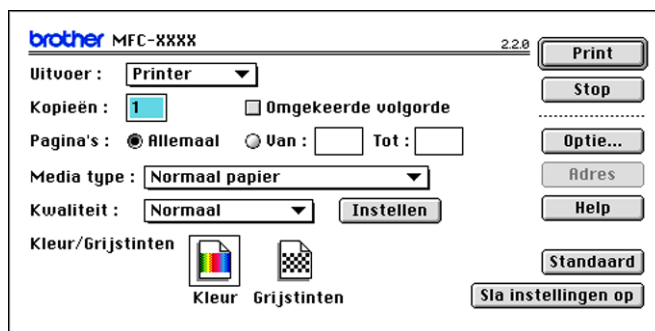 brother MFC-XXXX 2.2.0 Print
Uitvoer : Printer
Stop
Kopieën : 1 Omgekeerde volgorde
Pagina's : Allemaal Van : Tot : Optie...
Media type : Normaal papier Adres
Kwaliteit : Normaal Instellen Help
Kleur/Grijstinten
Standaard
Kleur Grijstinten Sla instellingen op